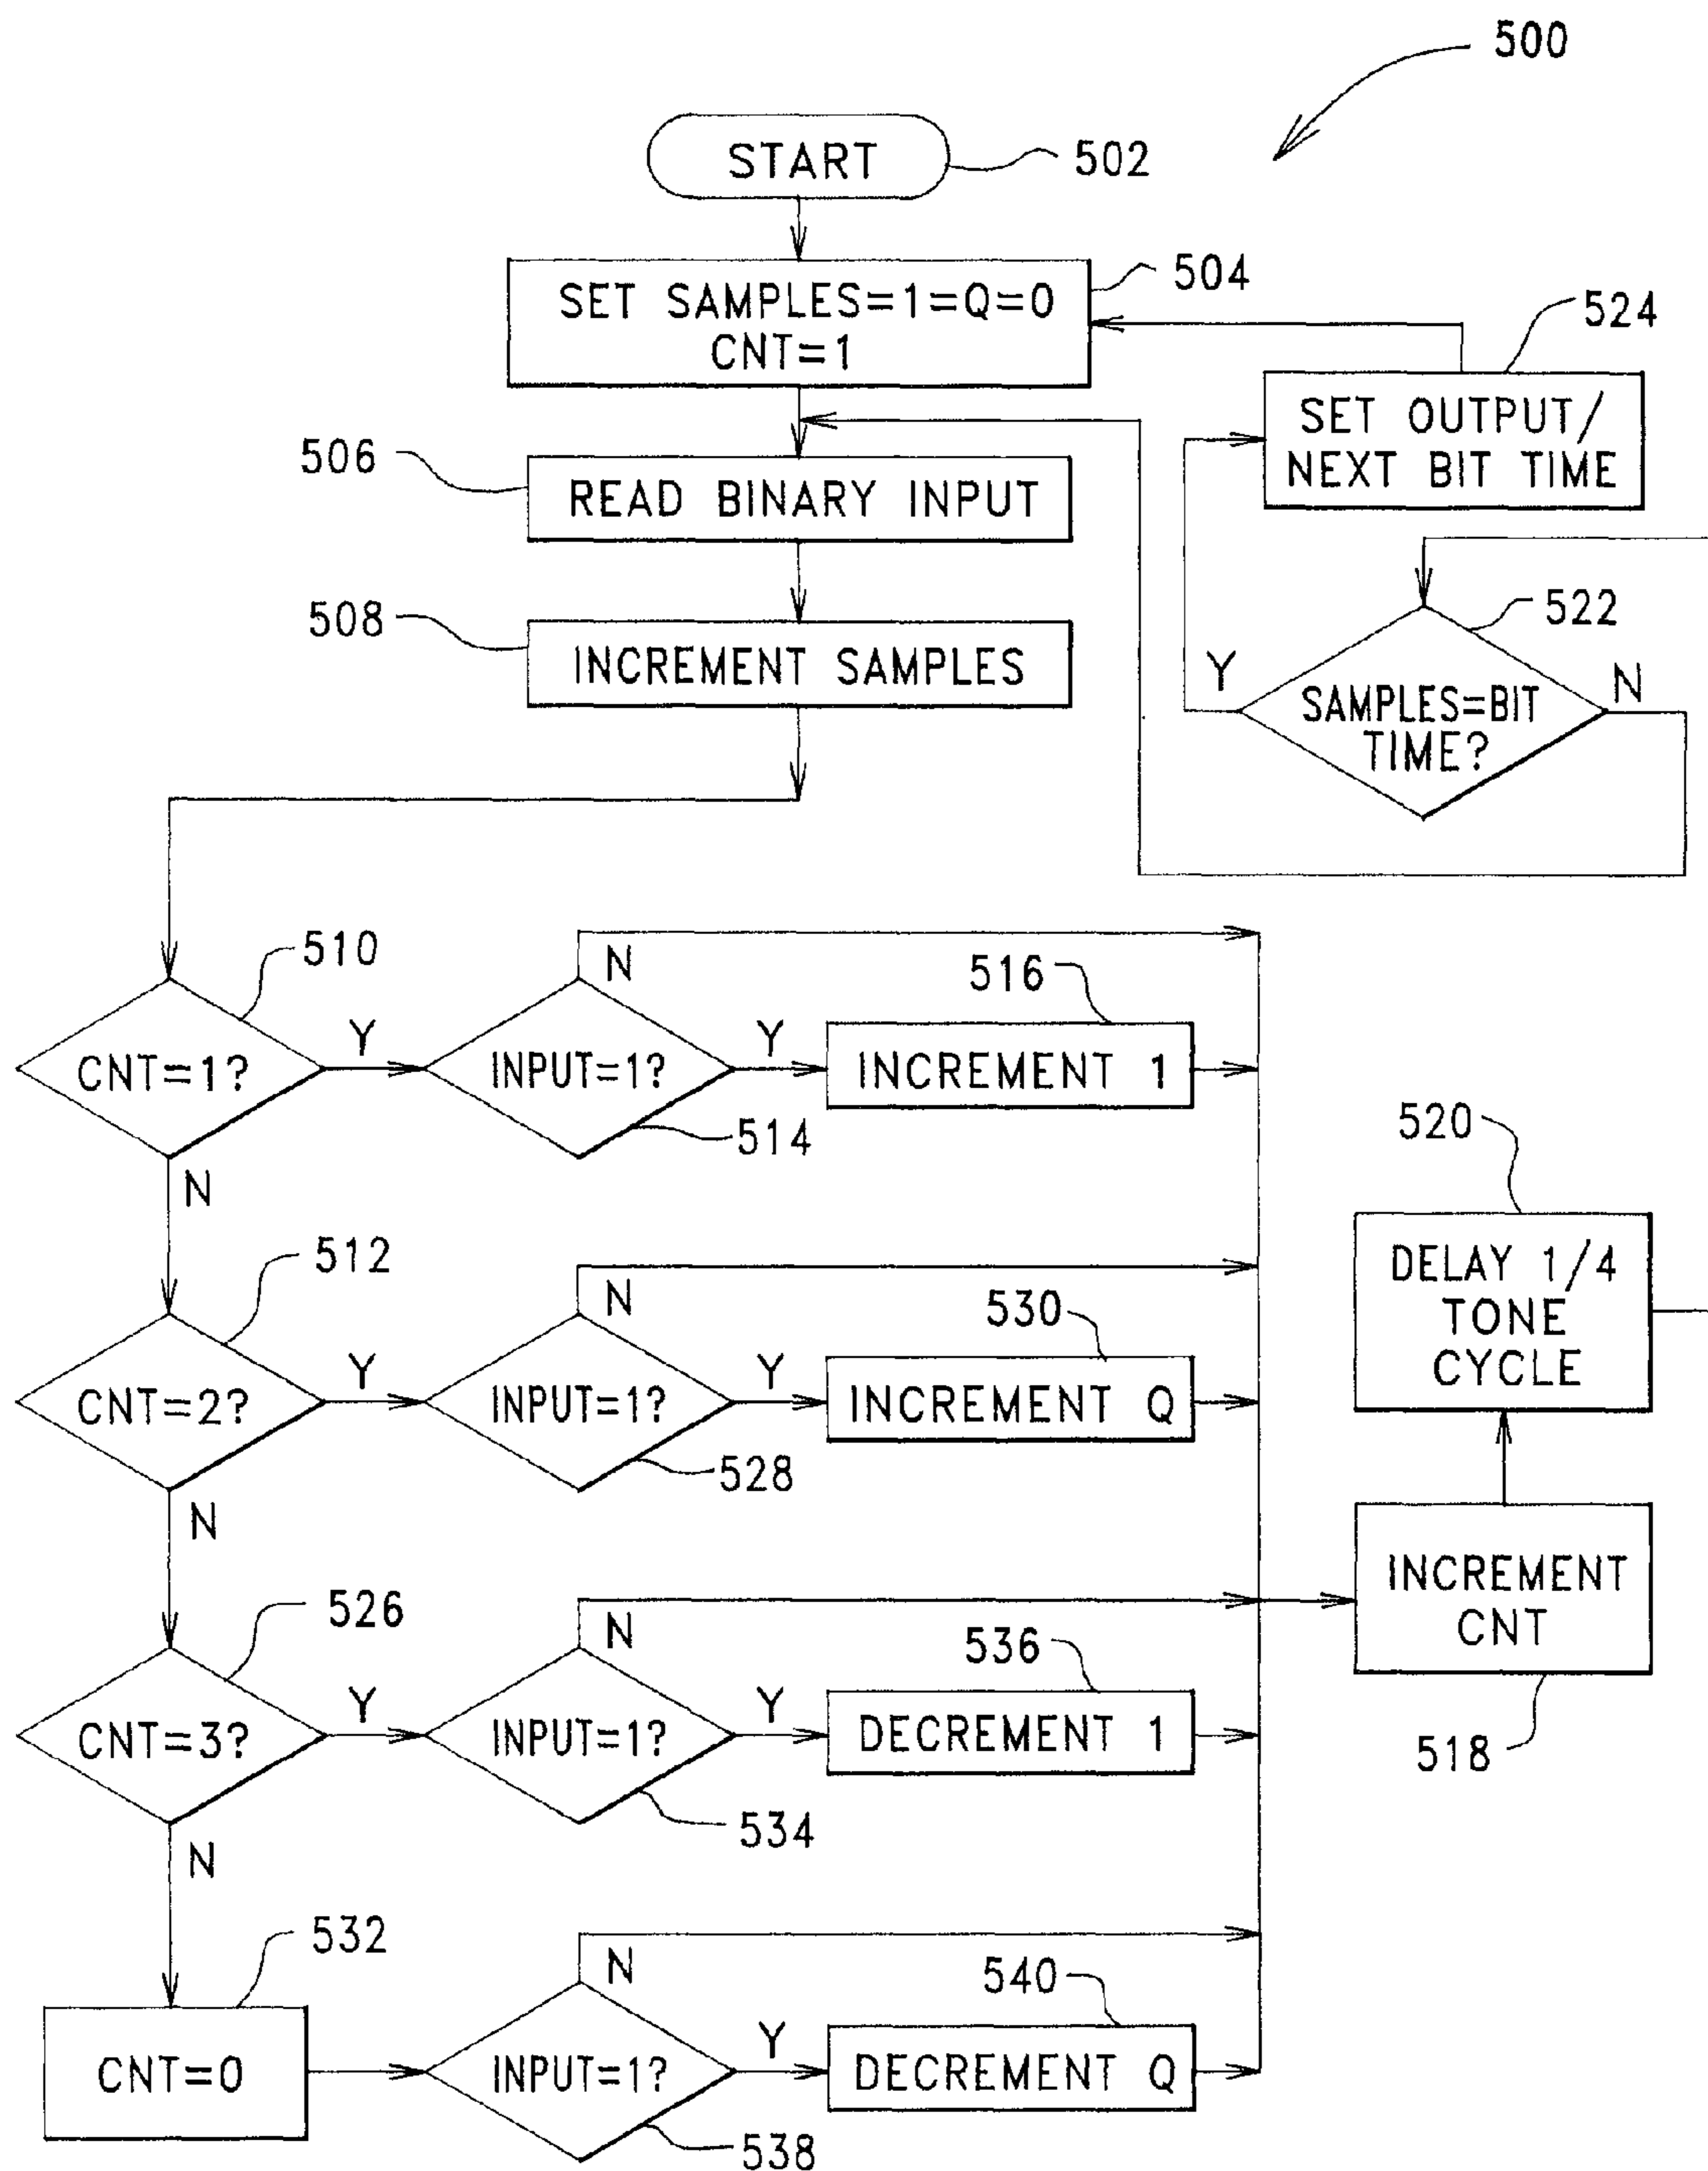 500
START
502
SET SAMPLES=1=Q=0
CNT=1
504
524
SET OUTPUT/
NEXT BIT TIME
506
READ BINARY INPUT
508
INCREMENT SAMPLES
522
Y
SAMPLES=BIT
TIME?
N
510
CNT=1?
Y
N
INPUT=1?
514
N
Y
516
INCREMENT 1
512
CNT=2?
Y
N
INPUT=1?
528
N
Y
530
INCREMENT Q
520
DELAY 1/4
TONE
CYCLE
526
CNT=3?
Y
N
INPUT=1?
534
N
Y
536
DECREMENT 1
INCREMENT
CNT
518
532
CNT=0
INPUT=1?
538
N
Y
540
DECREMENT Q